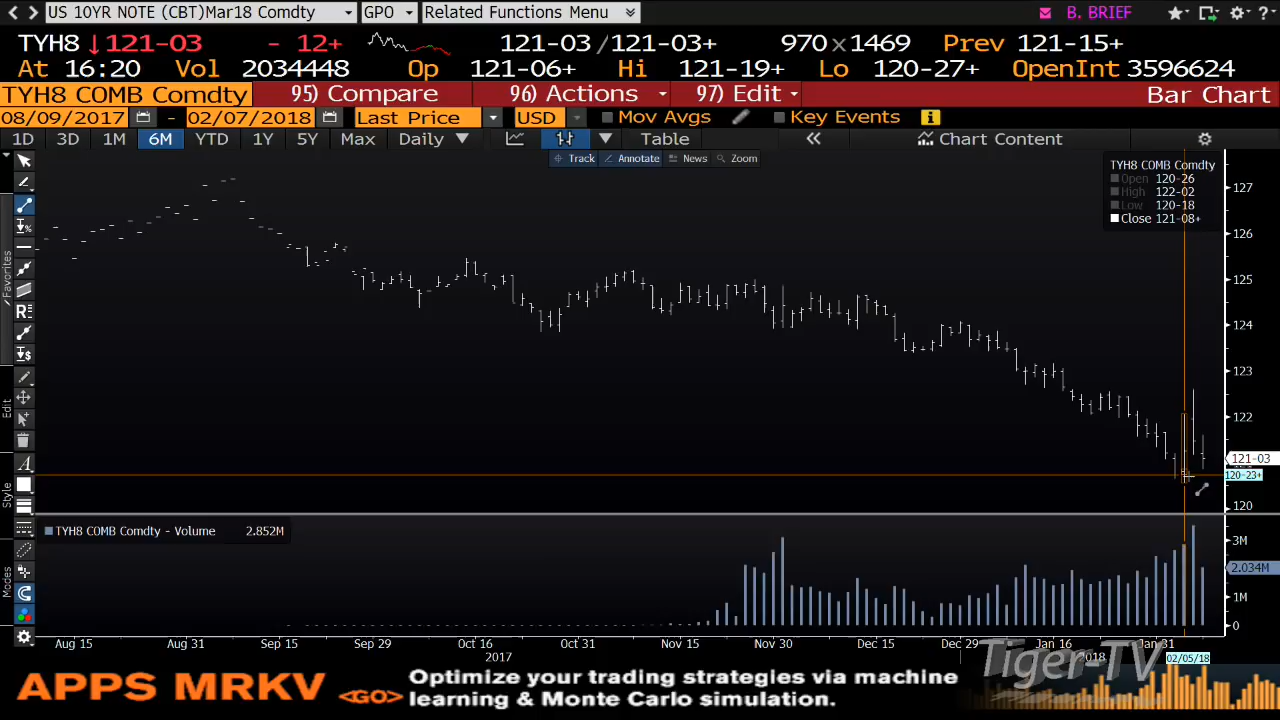 US 10YR NOTE (CBT)Mar18 Comdty GPO Related Functions Menu B. BRIEF
TYH8 ↓121-03 - 12+ 121-03 /121-03+ 970x1469 Prev 121-15+
At 16:20 Vol 2034448 Op 121-06+ Hi 121-19+ Lo 120-27+ OpenInt 3596624
TYH8 COMB Comdty 95) Compare 96) Actions 97) Edit Bar Chart
08/09/2017 - 02/07/2018 Last Price USD Mov Avgs Key Events
1D 3D 1M 6M YTD 1Y 5Y Max Daily Table Chart Content
Track Annotate News Zoom
TYH8 COMB Comdty
Open 120-26
High 122-02
Low 120-18
Close 121-08+
127
126
125
124
123
122
121-03
120-23+
120
Favorites
Edit
Style
Modes
TYH8 COMB Comdty - Volume 2.852M
3M
2.034M
1M
0
Aug 15 Aug 31 Sep 15 Sep 29 Oct 16 Oct 31 Nov 15 Nov 30 Dec 15 Dec 29 Jan 16 Jan 31
2017 2018 02/05/18
Tiger-TV
APPS MRKV <GO> Optimize your trading strategies via machine
learning & Monte Carlo simulation.